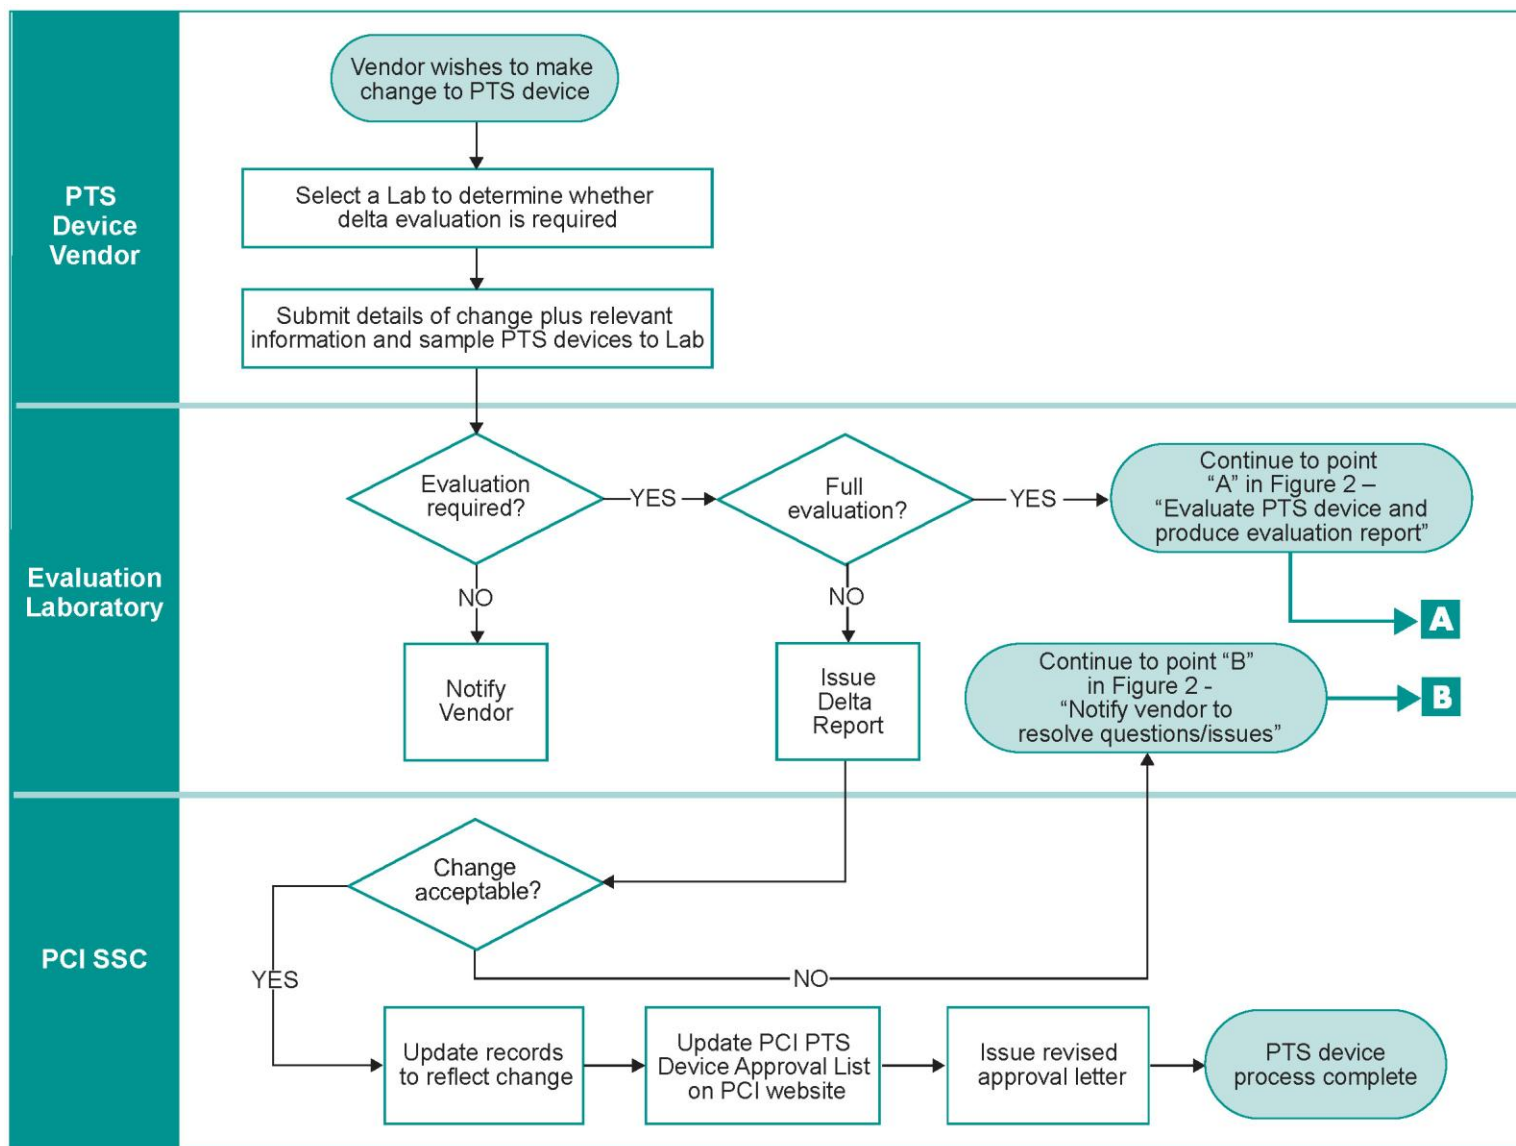 PTS
Device
Vendor
Vendor wishes to make
change to PTS device
Select a Lab to determine whether
delta evaluation is required
Submit details of change plus relevant
information and sample PTS devices to Lab
Evaluation
Laboratory
Evaluation
required?
YES
Full
evaluation?
YES
Continue to point
“A” in Figure 2 –
“Evaluate PTS device and
produce evaluation report”
A
NO
NO
Notify
Vendor
Issue
Delta
Report
Continue to point “B”
in Figure 2 -
“Notify vendor to
resolve questions/issues”
B
PCI SSC
Change
acceptable?
YES
NO
Update records
to reflect change
Update PCI PTS
Device Approval List
on PCI website
Issue revised
approval letter
PTS device
process complete